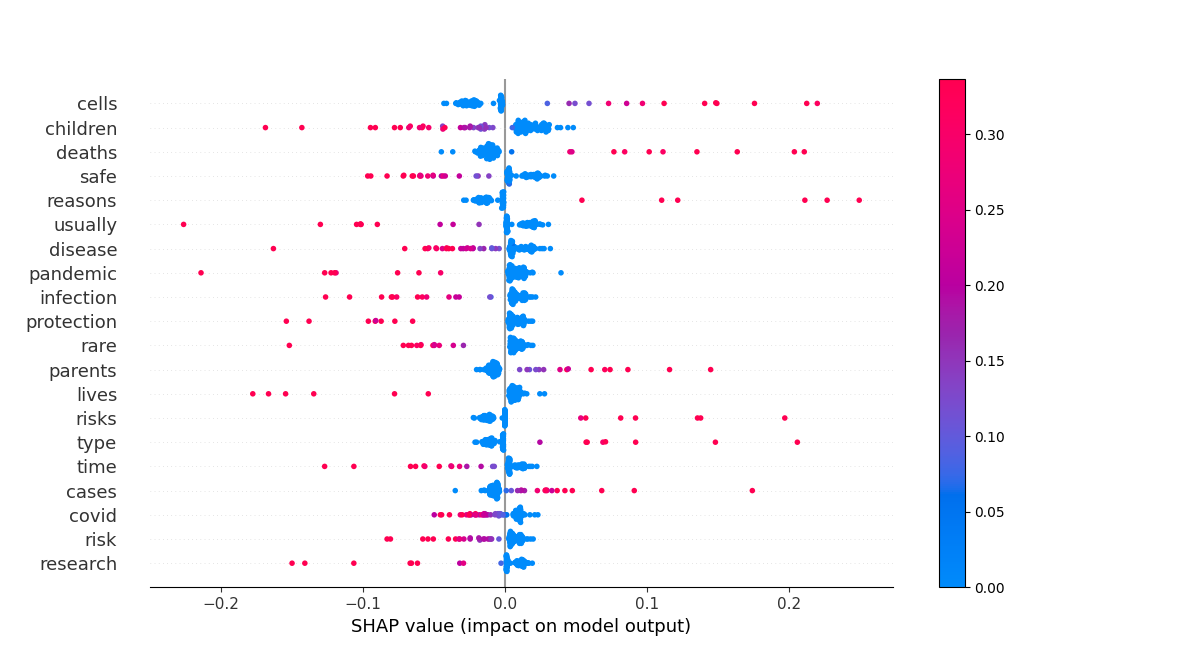 cells
children
deaths
safe
reasons
usually
disease
pandemic
infection
protection
rare
parents
lives
risks
type
time
cases
covid
risk
research
−0.2 −0.1 0.0 0.1 0.2
SHAP value (impact on model output)
0.30
0.25
0.20
0.15
0.10
0.05
0.00